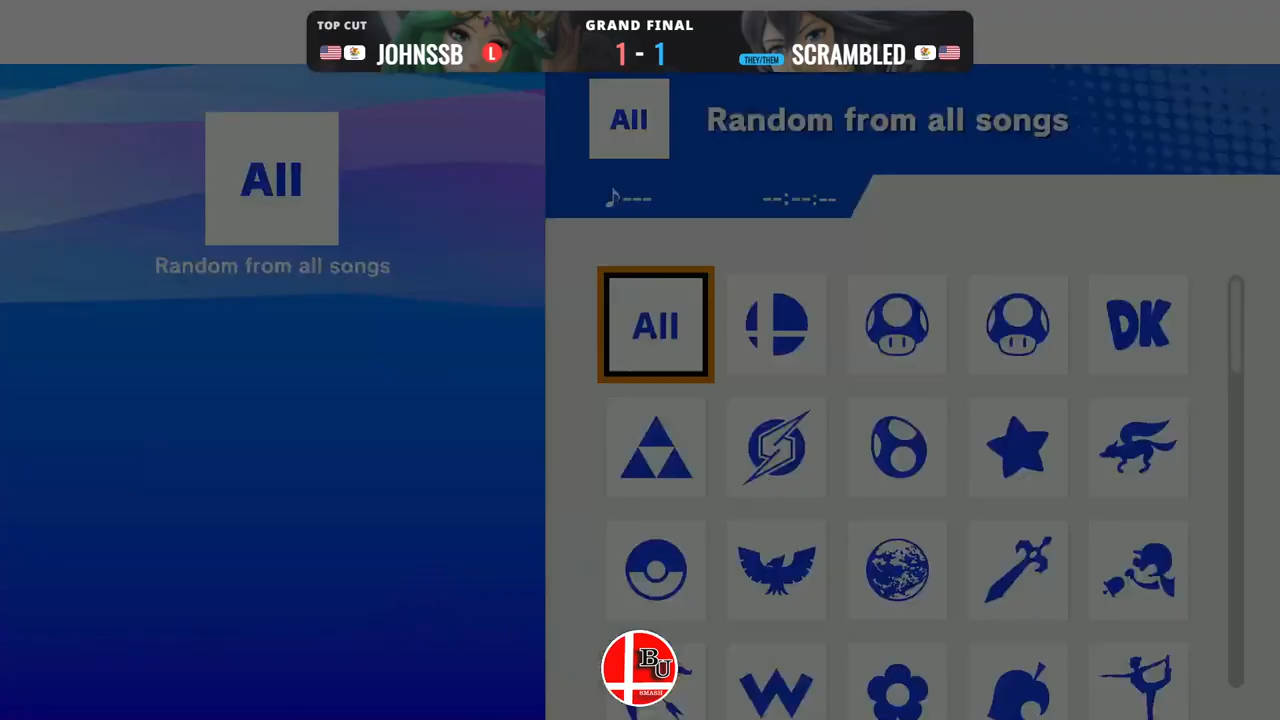 TOP CUT
GRAND FINAL
JOHNSSB
L
1 - 1
THEY/THEM
SCRAMBLED
All
Random from all songs
All
Random from all songs
♪---
--:--:--
All
DK
BU
SMASH